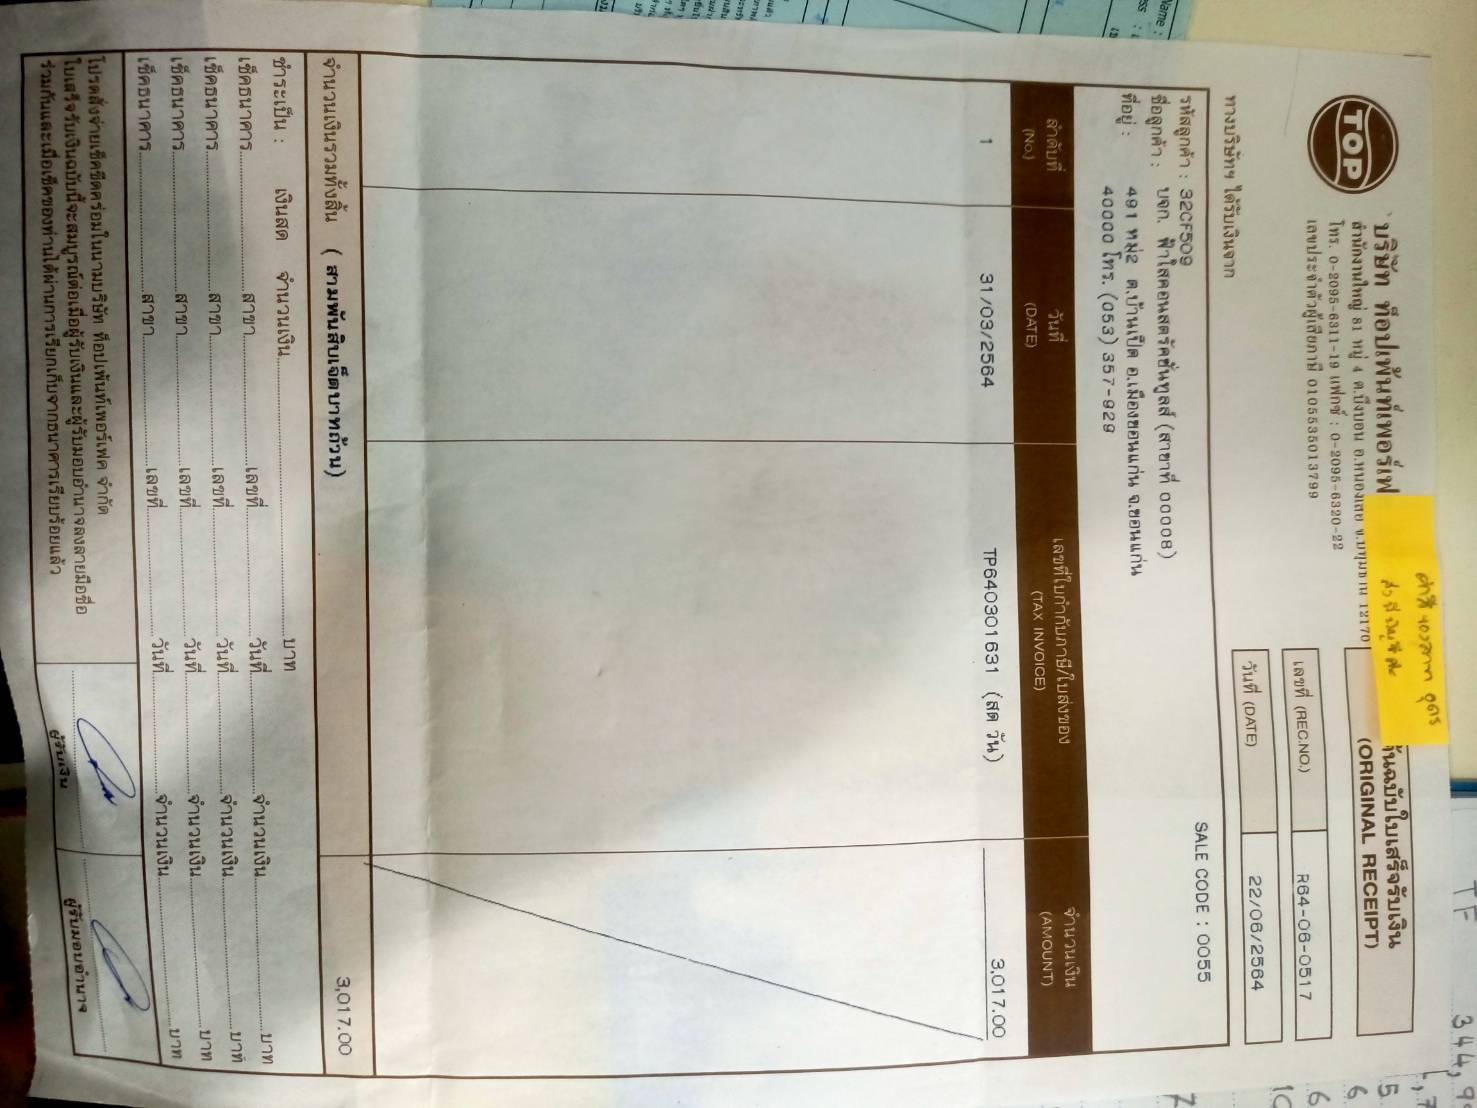 TOP
บริษัท ท็อปเพ้นท์เพอร์เฟ
สำนักงานใหญ่ 81 หมู่ 4 ต.บึงบอน อ.หนองเสือ จ.ปทุมธานี 12170
โทร. 0-2095-6311-19 แฟกซ์ : 0-2095-6320-22
เลขประจำตัวผู้เสียภาษี 0105535013799
ต้นฉบับใบเสร็จรับเงิน
(ORIGINAL RECEIPT)
เลขที่ (REC.NO.) R64-06-0517
วันที่ (DATE) 22/06/2564
ทางบริษัทฯ ได้รับเงินจาก
SALE CODE : 0055
รหัสลูกค้า : 32CF509
ชื่อลูกค้า : บจก. ฟ้าใสคอนสตรัคชั่นทูลส์ (สาขาที่ 00008)
ที่อยู่ : 491 หมู่2 ต.บ้านเป็ด อ.เมืองขอนแก่น จ.ขอนแก่น
40000 โทร. (053) 357-929
ลำดับที่ วันที่ เลขที่ใบกำกับภาษี/ใบส่งของ จำนวนเงิน
(NO.) (DATE) (TAX INVOICE) (AMOUNT)
1 31/03/2564 TP640301631 (สด วัน) 3,017.00
จำนวนเงินรวมทั้งสิ้น (สามพันสิบเจ็ดบาทถ้วน) 3,017.00
ชำระเป็น : เงินสด จำนวนเงิน บาท
เช็คธนาคาร สาขา เลขที่ วันที่ จำนวนเงิน บาท
เช็คธนาคาร สาขา เลขที่ วันที่ จำนวนเงิน บาท
เช็คธนาคาร สาขา เลขที่ วันที่ จำนวนเงิน บาท
เช็คธนาคาร สาขา เลขที่ วันที่ จำนวนเงิน บาท
โปรดสั่งจ่ายเช็คขีดคร่อมในนามบริษัท ท็อปเพ้นท์เพอร์เฟค จำกัด
ใบเสร็จรับเงินฉบับนี้จะสมบูรณ์ต่อเมื่อผู้รับเงินและผู้รับมอบอำนาจลงลายมือชื่อ
ร่วมกันและเมื่อเช็คของท่านได้ผ่านการเรียกเก็บจากธนาคารเรียบร้อยแล้ว
ผู้รับเงิน ผู้รับมอบอำนาจ